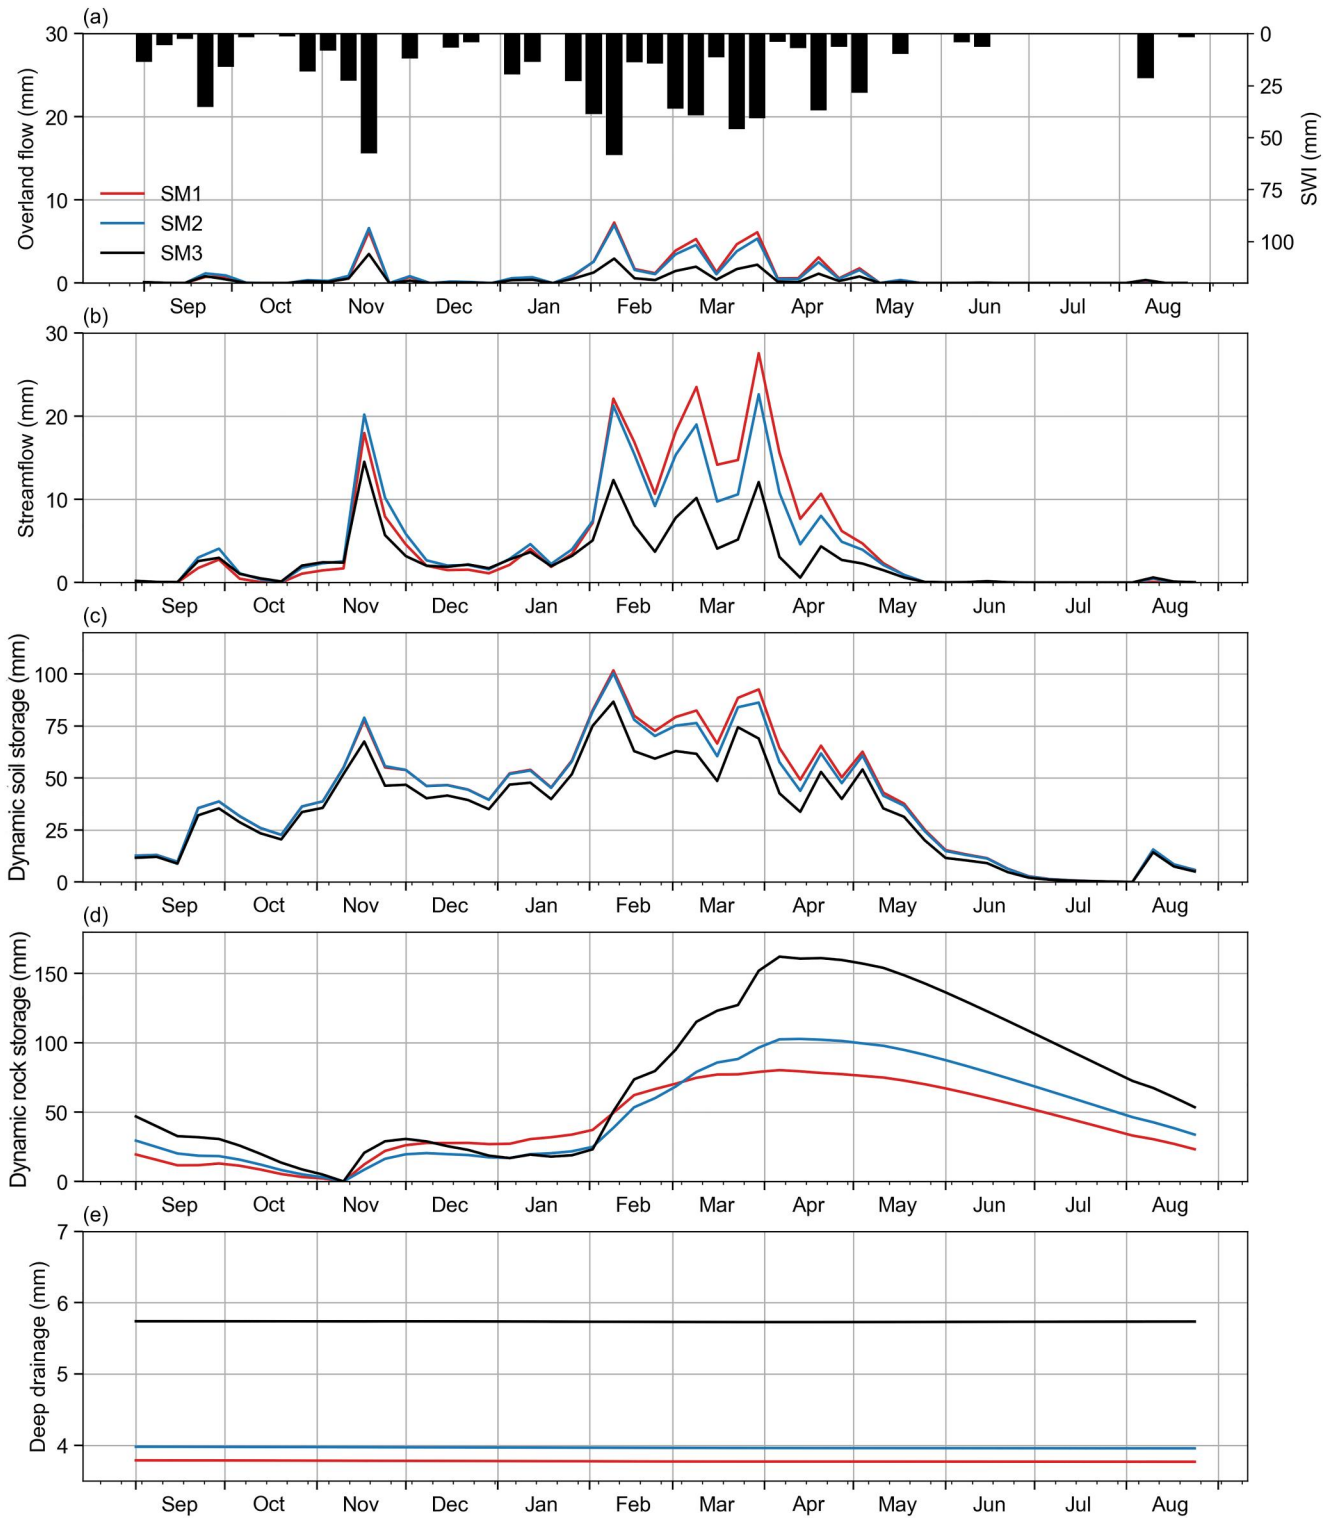 (a)
30
20
10
0
Overland flow (mm)
0
25
50
75
100
SWI (mm)
SM1
SM2
SM3
Sep Oct Nov Dec Jan Feb Mar Apr May Jun Jul Aug
(b)
30
20
10
0
Streamflow (mm)
Sep Oct Nov Dec Jan Feb Mar Apr May Jun Jul Aug
(c)
100
75
50
25
0
Dynamic soil storage (mm)
Sep Oct Nov Dec Jan Feb Mar Apr May Jun Jul Aug
(d)
150
100
50
0
Dynamic rock storage (mm)
Sep Oct Nov Dec Jan Feb Mar Apr May Jun Jul Aug
(e)
7
6
5
4
Deep drainage (mm)
Sep Oct Nov Dec Jan Feb Mar Apr May Jun Jul Aug